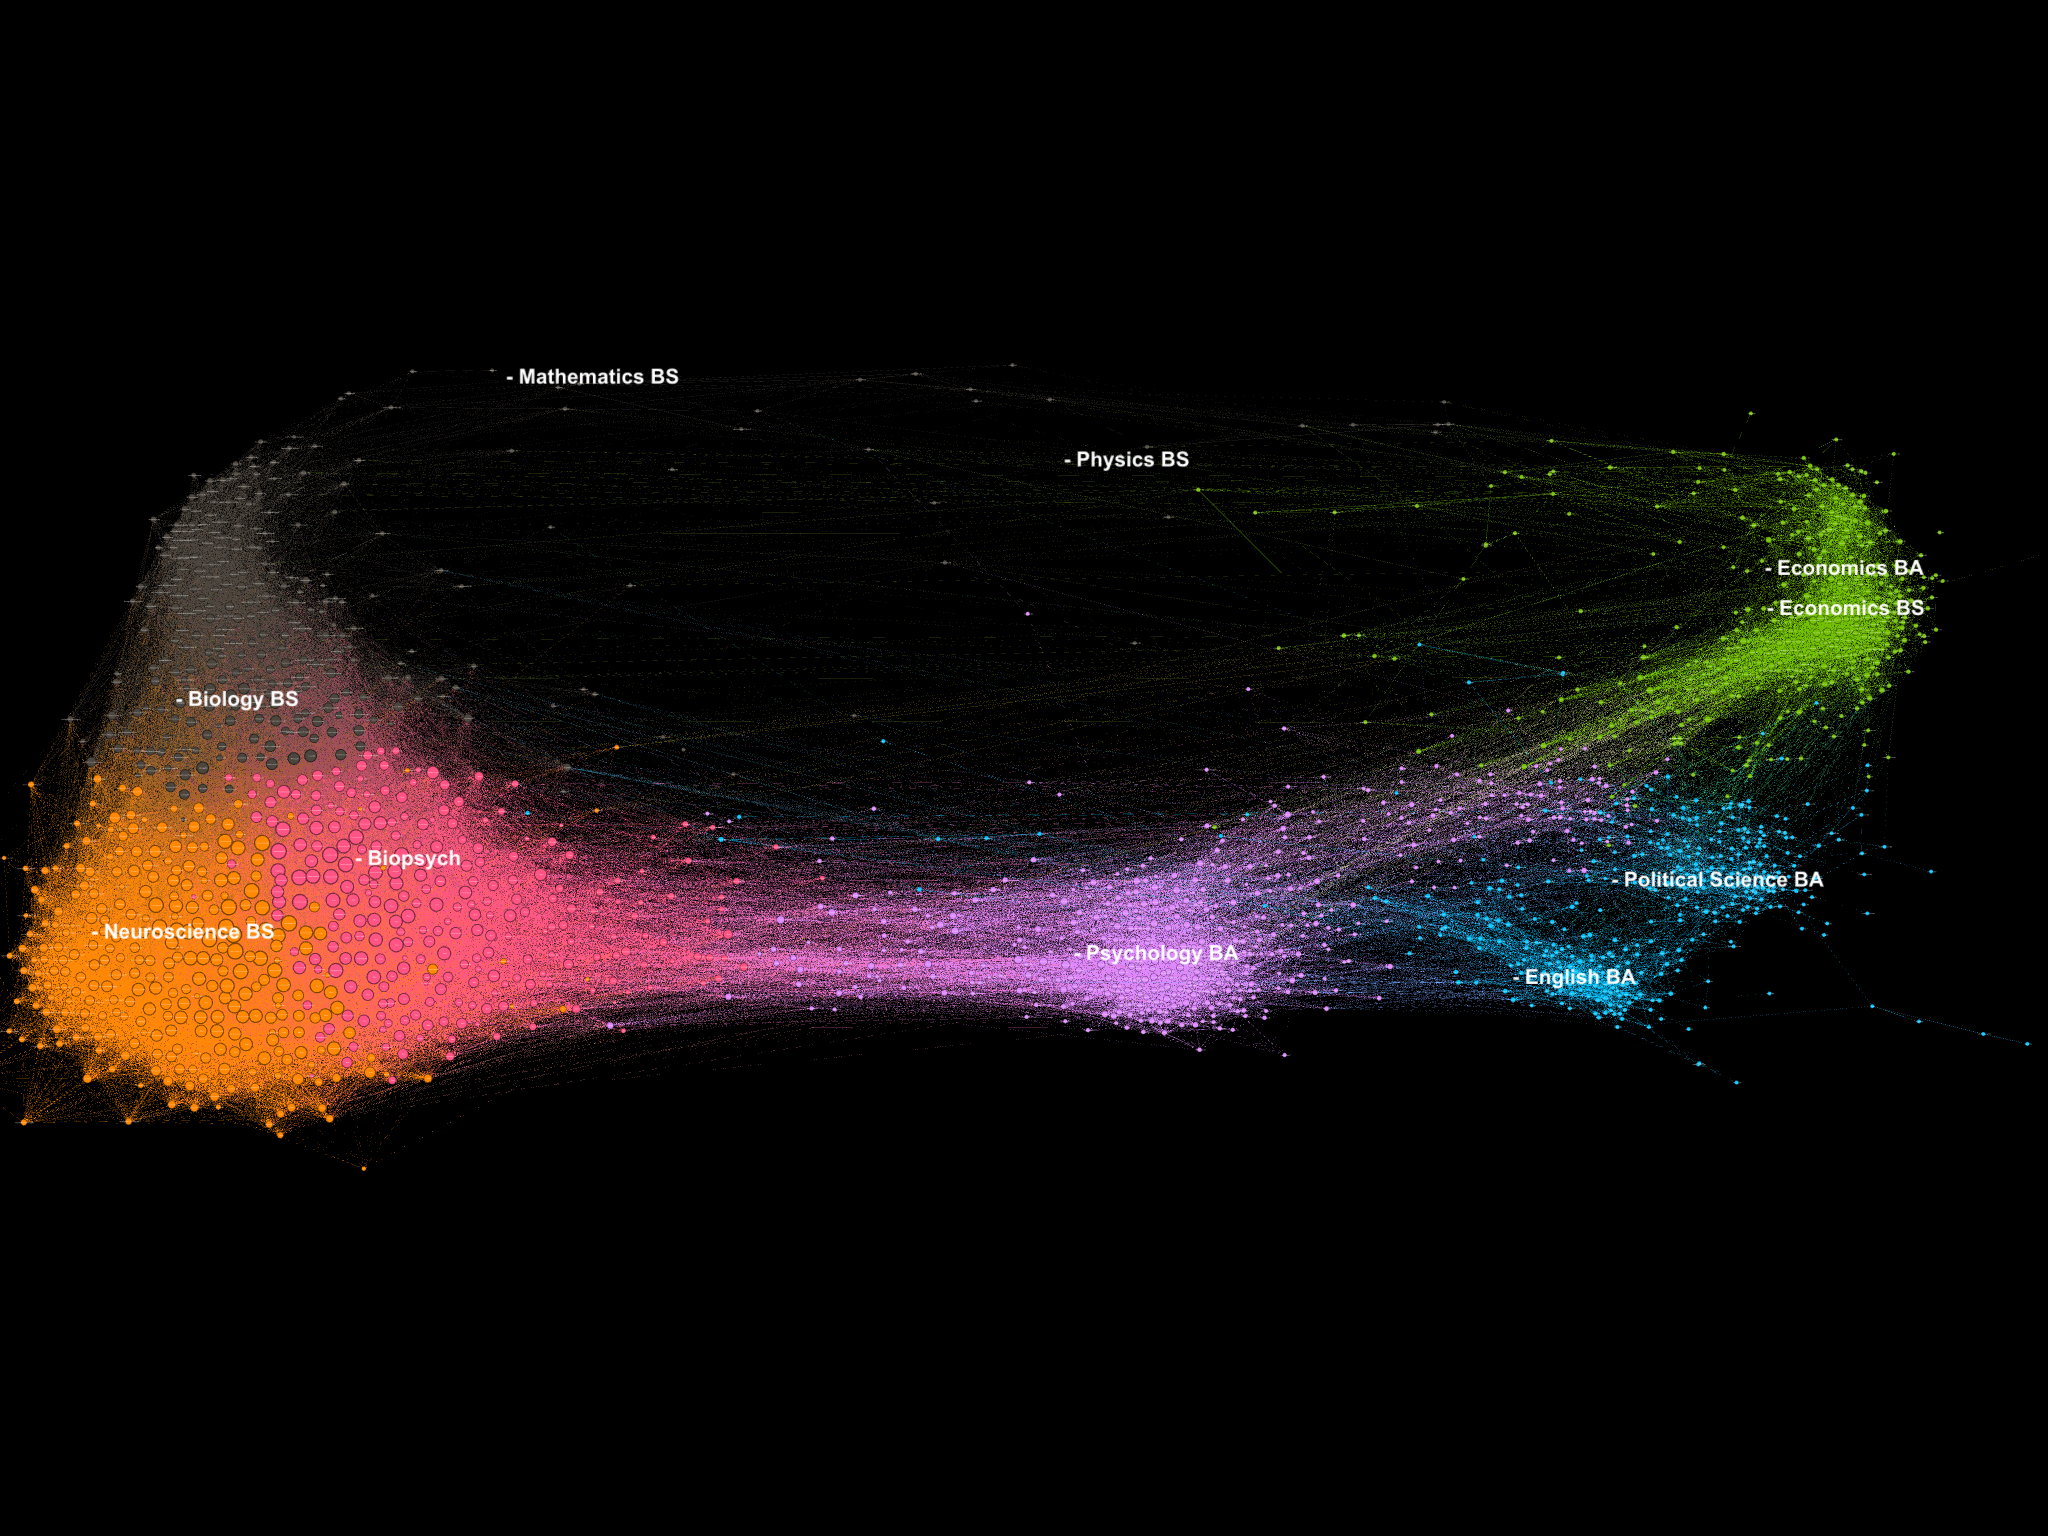 - Mathematics BS
- Physics BS
- Economics BA
- Economics BS
- Biology BS
- Biopsych
- Political Science BA
- Neuroscience BS
- Psychology BA
- English BA